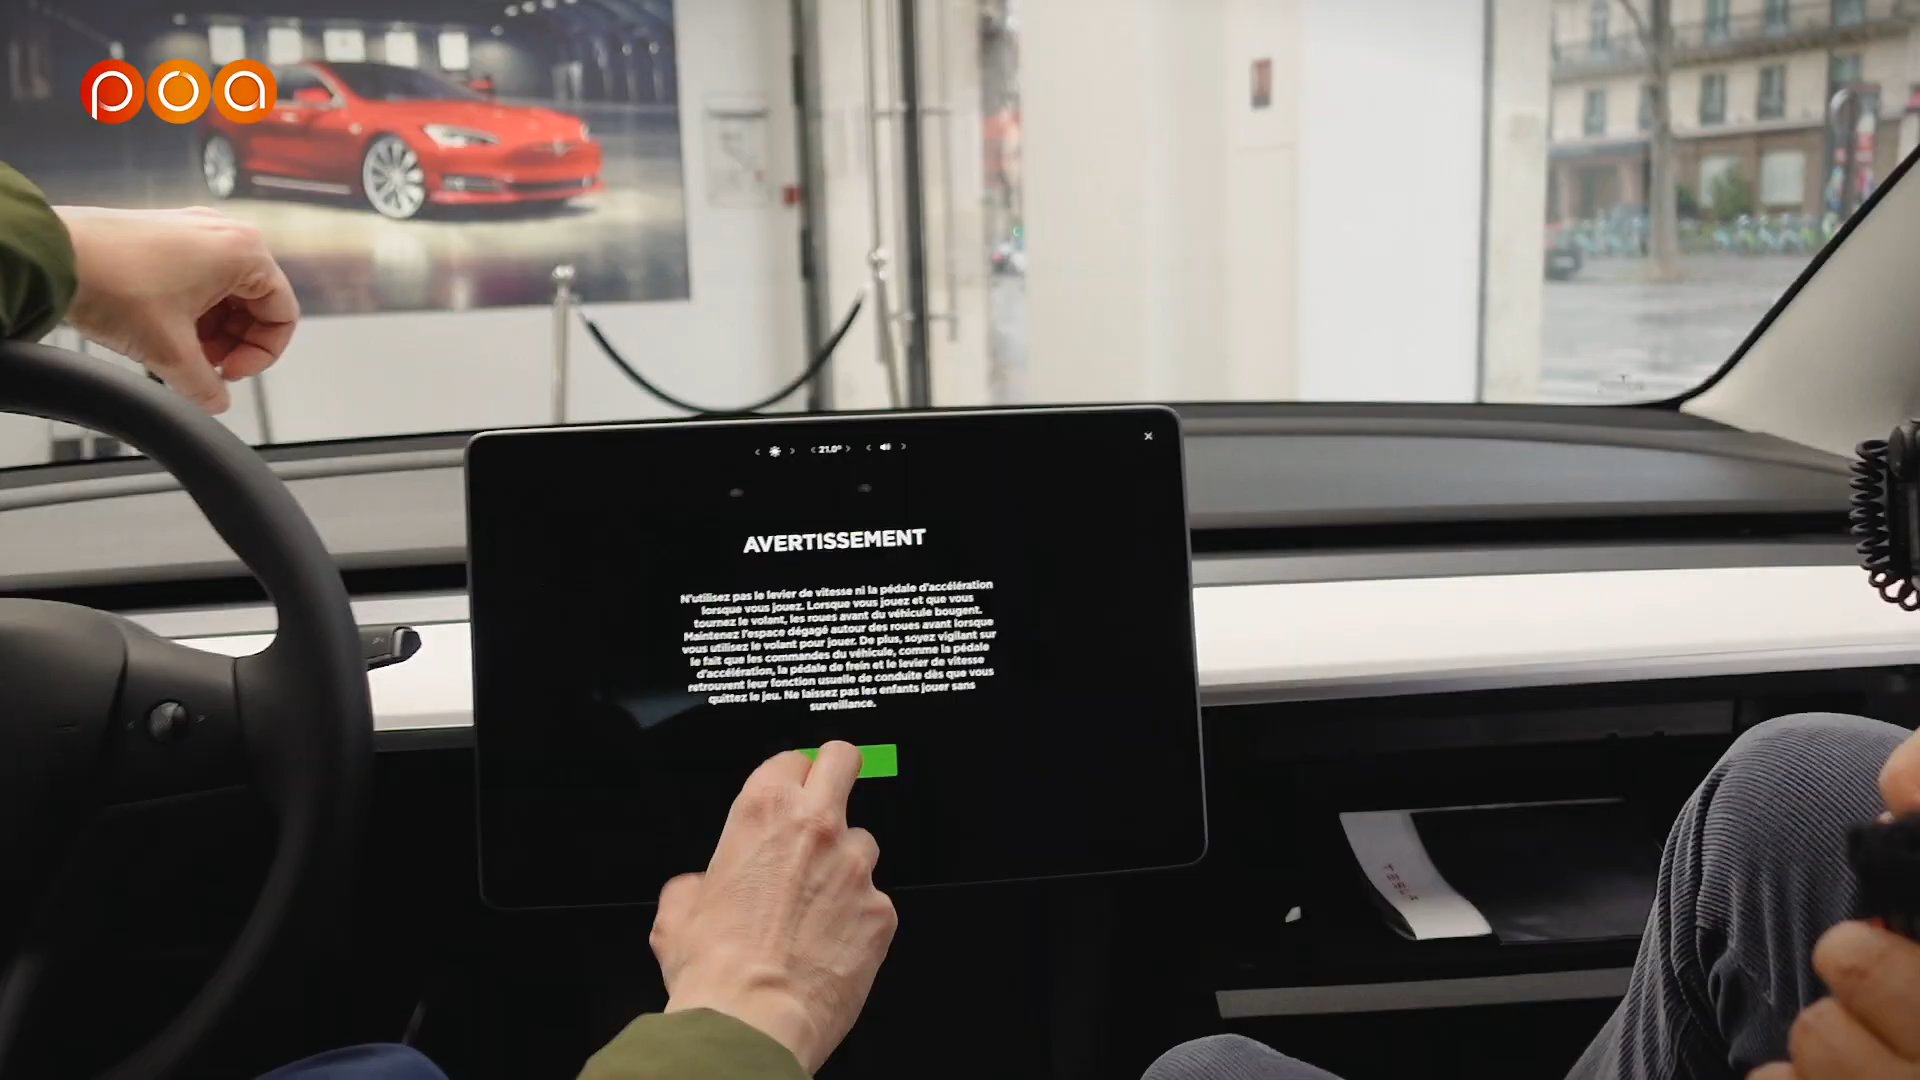 poa
21.0°
AVERTISSEMENT
N'utilisez pas le levier de vitesse ni la pédale d'accélération
lorsque vous jouez. Lorsque vous jouez et que vous
tournez le volant, les roues avant du véhicule bougent.
Maintenez l'espace dégagé autour des roues avant lorsque
vous utilisez le volant pour jouer. De plus, soyez vigilant sur
le fait que les commandes du véhicule, comme la pédale
d'accélération, la pédale de frein et le levier de vitesse
retrouvent leur fonction usuelle de conduite dès que vous
quittez le jeu. Ne laissez pas les enfants jouer sans
surveillance.
TESLA